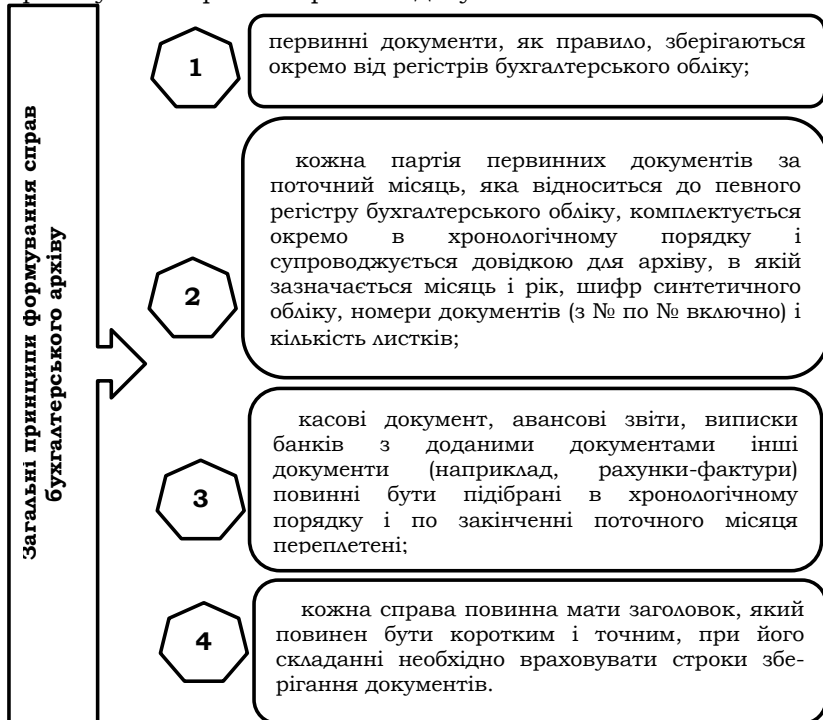 Загальні принципи формування справ
бухгалтерського архіву
1
первинні документи, як правило, зберігаються
окремо від регістрів бухгалтерського обліку;
2
кожна партія первинних документів за
поточний місяць, яка відноситься до певного
регістру бухгалтерського обліку, комплектується
окремо в хронологічному порядку і
супроводжується довідкою для архіву, в якій
зазначається місяць і рік, шифр синтетичного
обліку, номери документів (з № по № включно) і
кількість листків;
3
касові документ, авансові звіти, виписки
банків з доданими документами інші
документи (наприклад, рахунки-фактури)
повинні бути підібрані в хронологічному
порядку і по закінченні поточного місяця
переплетені;
4
кожна справа повинна мати заголовок, який
повинен бути коротким і точним, при його
складанні необхідно враховувати строки збе-
рігання документів.